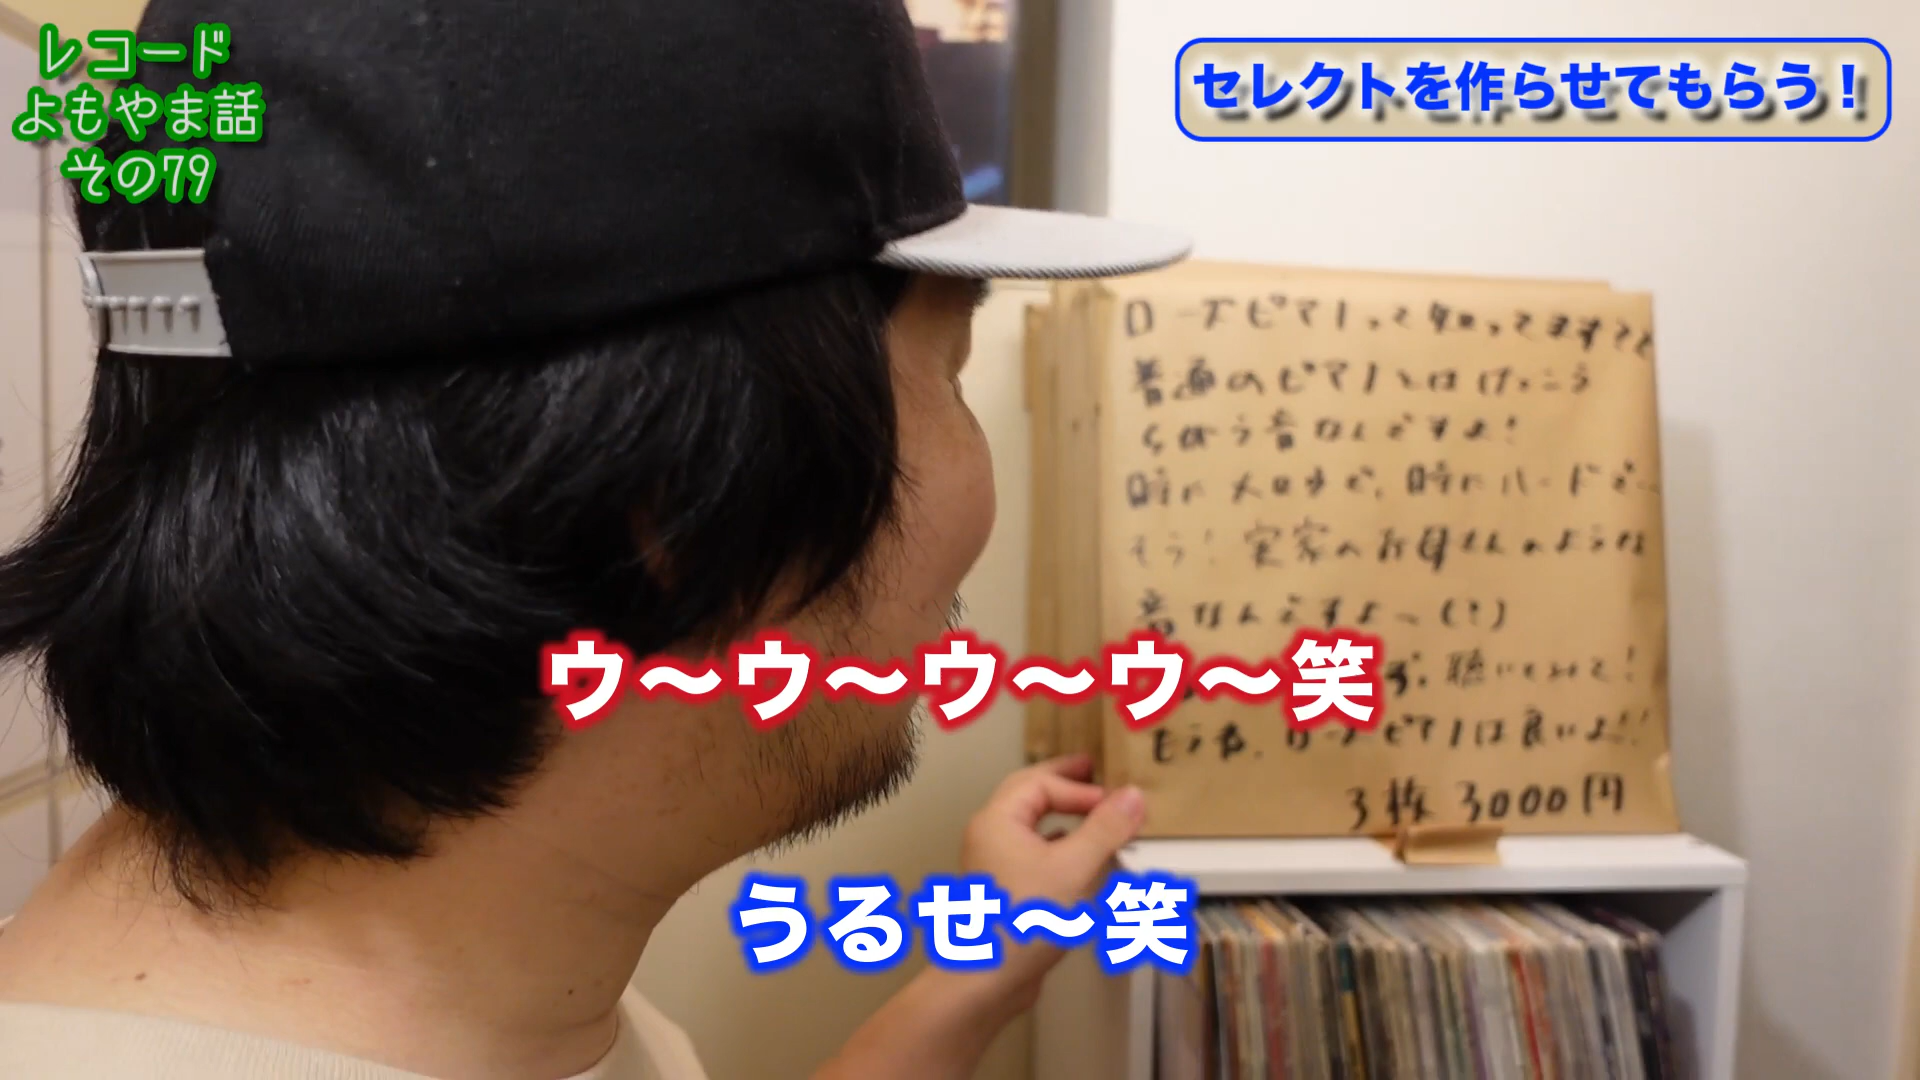 レコード
よもやま話
その79
セレクトを作らせてもらう！
ローズピアノって知ってますて
普通のピアノとはけっこう
ちがう音なんですよ！
時に大口
時にハードで
そう！実家のお母さんのような
音なんですよ〜(？)
ず。聴いてみて！
もうね、ローズピアノは良いよ!!
3枚 3000円
ウ〜ウ〜ウ〜ウ〜笑
うるせ〜笑